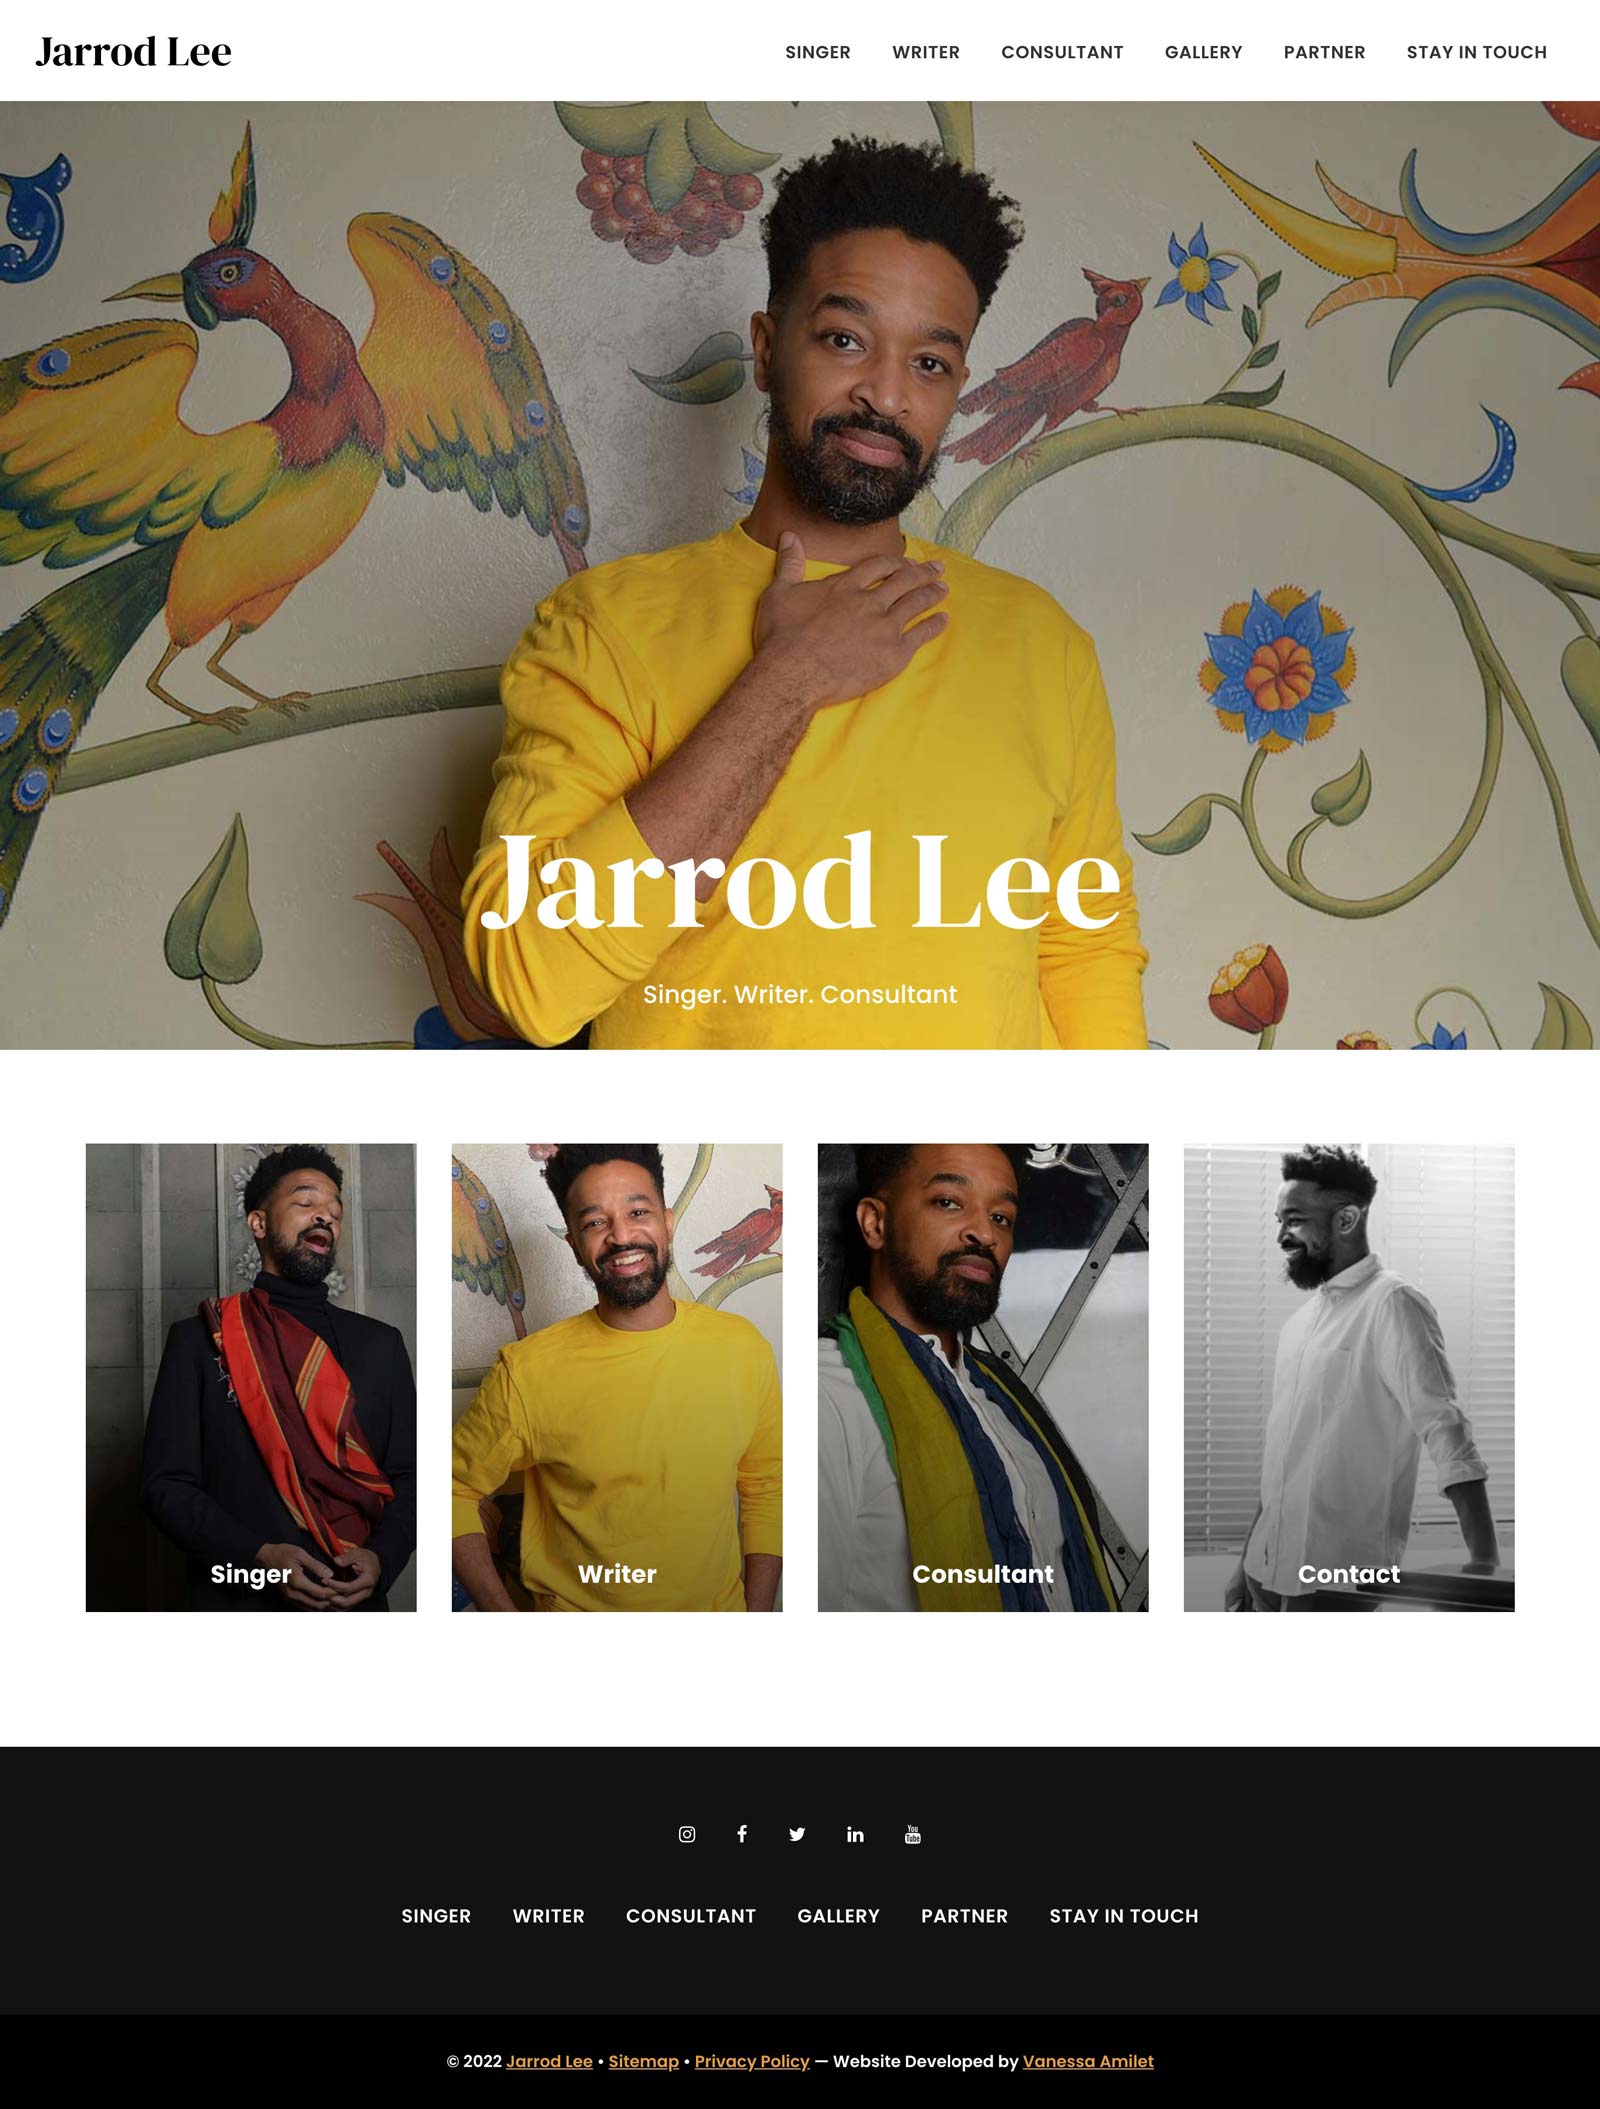 Jarrod Lee
SINGER WRITER CONSULTANT GALLERY PARTNER STAY IN TOUCH
Jarrod Lee
Singer. Writer. Consultant
Singer
Writer
Consultant
Contact
You
Tube
SINGER WRITER CONSULTANT GALLERY PARTNER STAY IN TOUCH
© 2022 Jarrod Lee • Sitemap • Privacy Policy — Website Developed by Vanessa Amilet